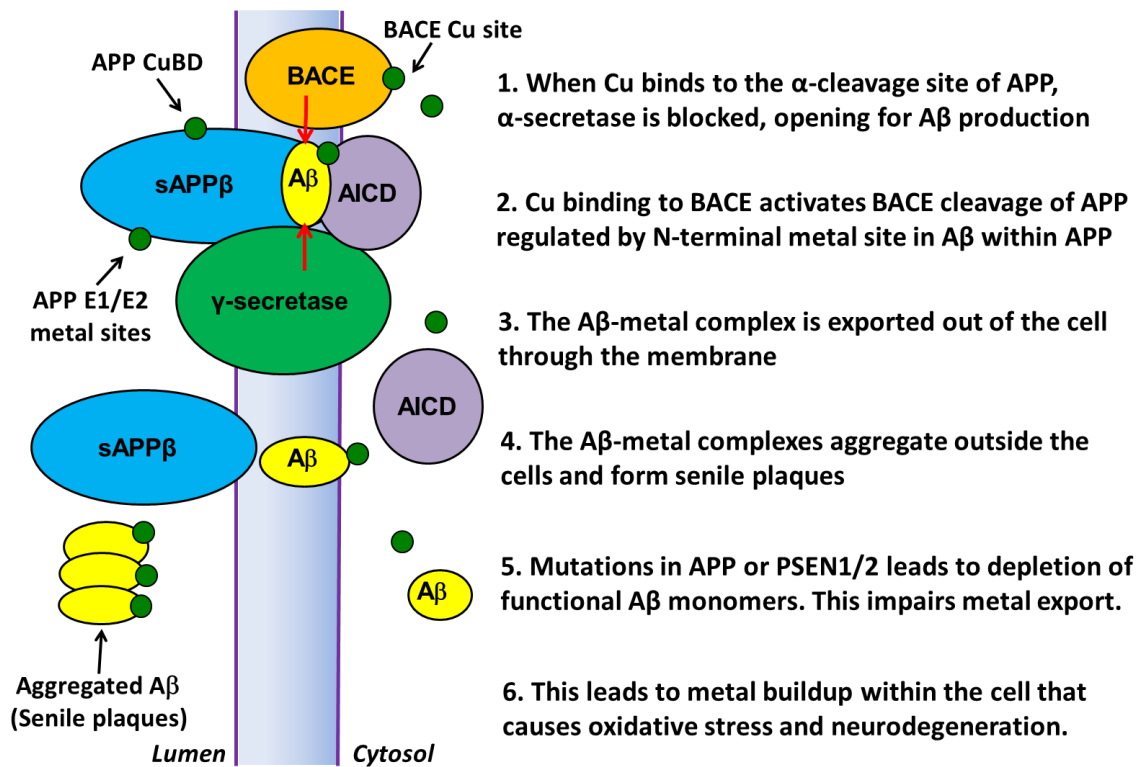 BACE Cu site
APP CuBD
BACE
sAPPβ
Aβ
AICD
APP E1/E2
metal sites
γ-secretase
AICD
sAPPβ
Aβ
Aβ
Aggregated Aβ
(Senile plaques)
Lumen
Cytosol
1. When Cu binds to the α-cleavage site of APP,
α-secretase is blocked, opening for Aβ production
2. Cu binding to BACE activates BACE cleavage of APP
regulated by N-terminal metal site in Aβ within APP
3. The Aβ-metal complex is exported out of the cell
through the membrane
4. The Aβ-metal complexes aggregate outside the
cells and form senile plaques
5. Mutations in APP or PSEN1/2 leads to depletion of
functional Aβ monomers. This impairs metal export.
6. This leads to metal buildup within the cell that
causes oxidative stress and neurodegeneration.